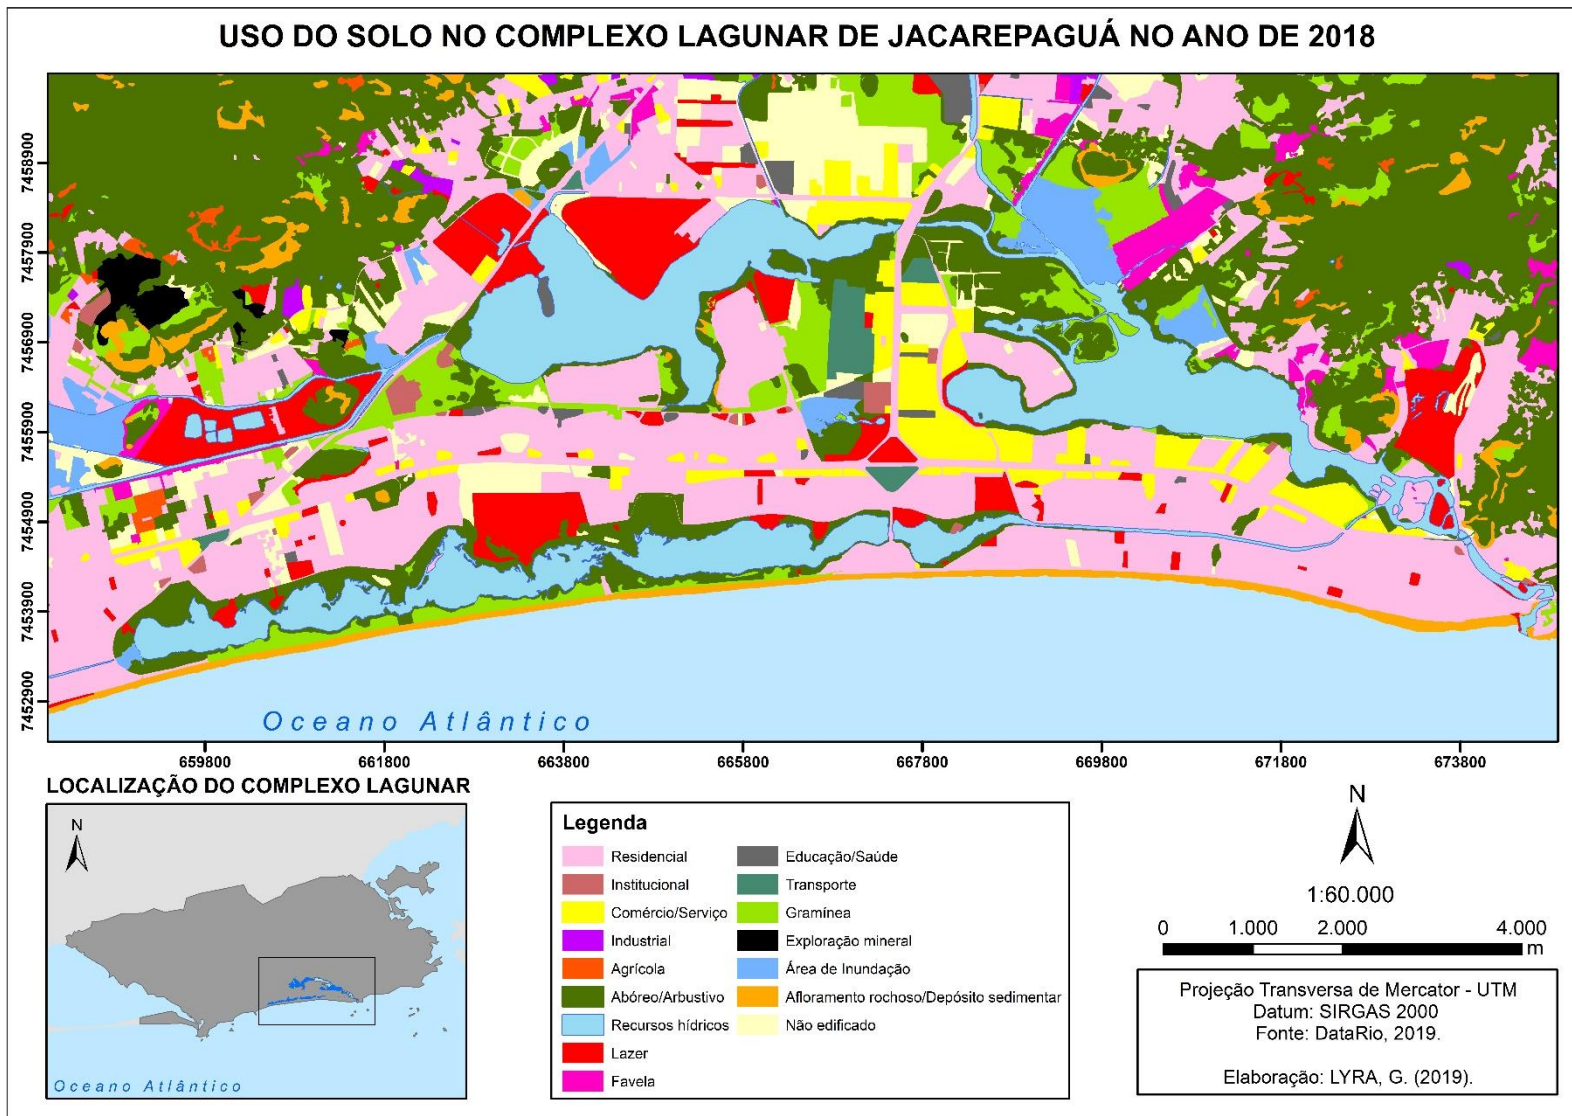 USO DO SOLO NO COMPLEXO LAGUNAR DE JACAREPAGUÁ NO ANO DE 2018
7458900
7457900
7456900
7455900
7454900
7453900
7452900
Oceano Atlântico
659800
661800
663800
665800
667800
669800
671800
673800
LOCALIZAÇÃO DO COMPLEXO LAGUNAR
N
Oceano Atlântico
Legenda
Residencial
Institucional
Comércio/Serviço
Industrial
Agrícola
Abóreo/Arbustivo
Recursos hídricos
Lazer
Favela
Educação/Saúde
Transporte
Gramínea
Exploração mineral
Área de Inundação
Afloramento rochoso/Depósito sedimentar
Não edificado
N
1:60.000
0 1.000 2.000 4.000
m
Projeção Transversa de Mercator - UTM
Datum: SIRGAS 2000
Fonte: DataRio, 2019.
Elaboração: LYRA, G. (2019).